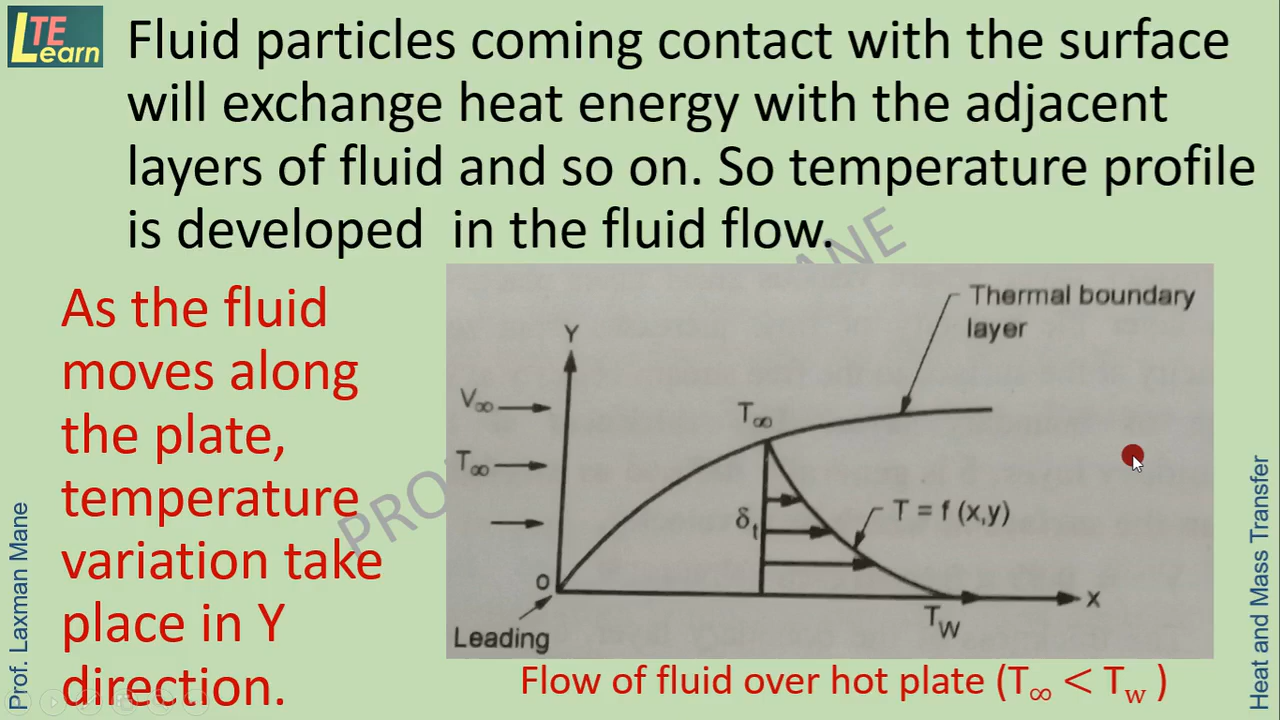 LTE
Learn
Fluid particles coming contact with the surface
will exchange heat energy with the adjacent
layers of fluid and so on. So temperature profile
is developed in the fluid flow.
As the fluid
moves along
the plate,
temperature
variation take
place in Y
direction.
Thermal boundary
layer
Y
V∞
T∞
T∞
δt
T = f (x,y)
O
X
Leading
TW
Flow of fluid over hot plate (T∞ < Tw )
Prof. Laxman Mane
Heat and Mass Transfer